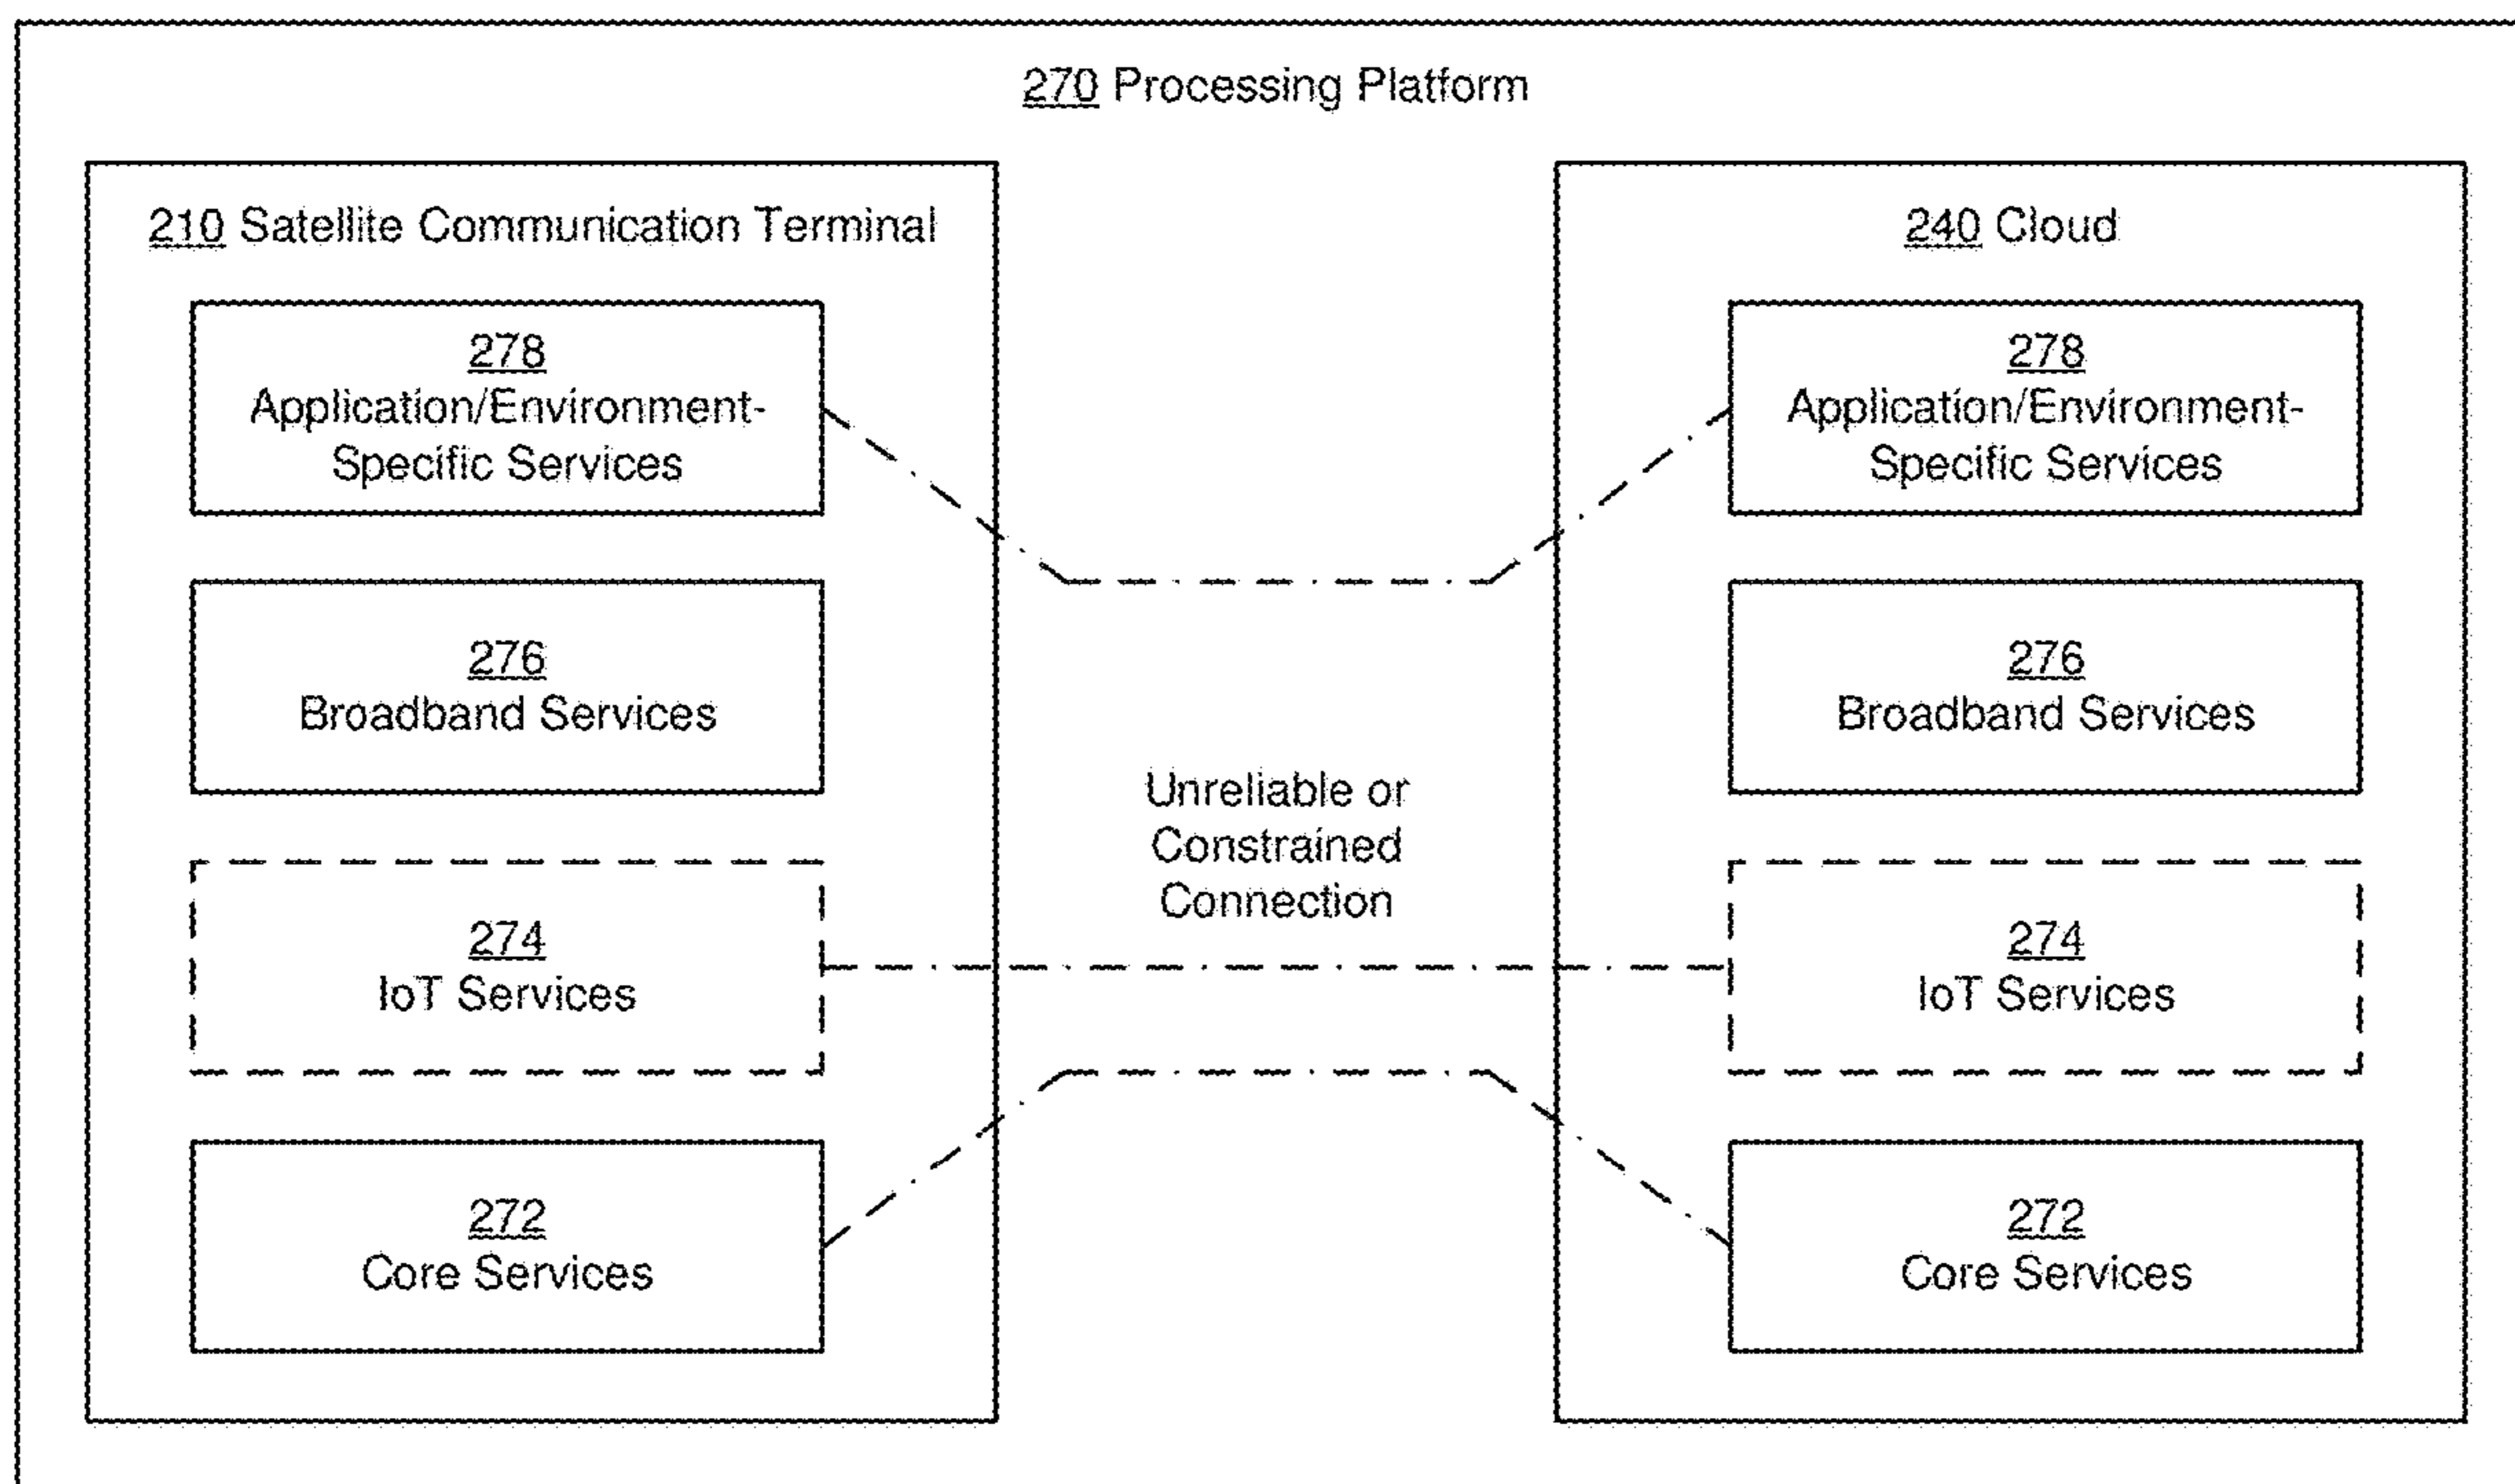 270 Processing Platform
210 Satellite Communication Terminal
278
Application/Environment-
Specific Services
276
Broadband Services
274
IoT Services
272
Core Services
Unreliable or
Constrained
Connection
240 Cloud
278
Application/Environment-
Specific Services
276
Broadband Services
274
IoT Services
272
Core Services